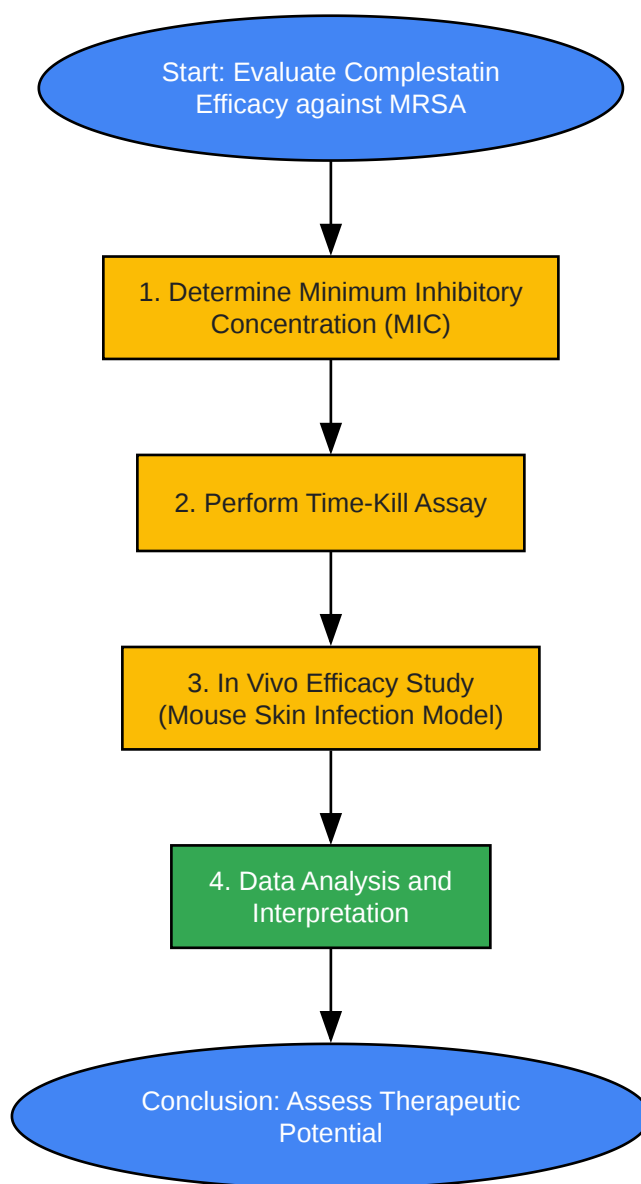 Start: Evaluate Complestatin
Efficacy against MRSA
1. Determine Minimum Inhibitory
Concentration (MIC)
2. Perform Time-Kill Assay
3. In Vivo Efficacy Study
(Mouse Skin Infection Model)
4. Data Analysis and
Interpretation
Conclusion: Assess Therapeutic
Potential